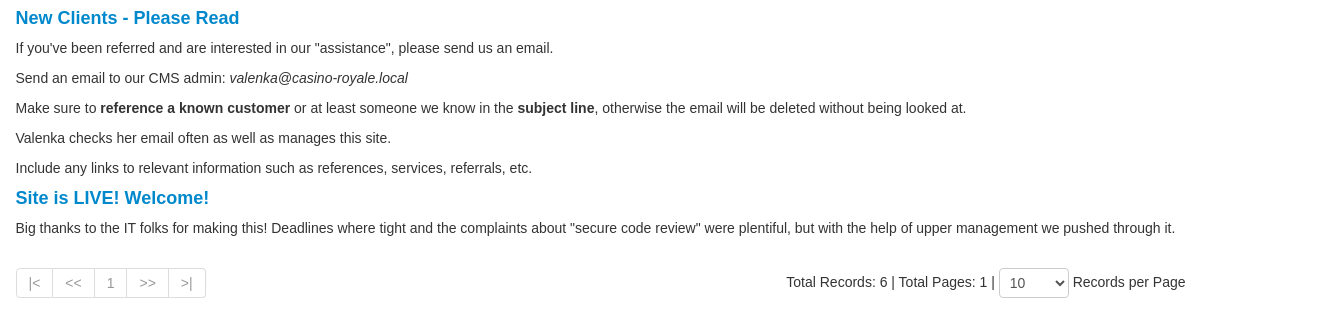 New Clients - Please Read
If you've been referred and are interested in our "assistance", please send us an email.
Send an email to our CMS admin: valenka@casino-royale.local
Make sure to reference a known customer or at least someone we know in the subject line, otherwise the email will be deleted without being looked at.
Valenka checks her email often as well as manages this site.
Include any links to relevant information such as references, services, referrals, etc.
Site is LIVE! Welcome!
Big thanks to the IT folks for making this! Deadlines where tight and the complaints about "secure code review" were plentiful, but with the help of upper management we pushed through it.
|< << 1 >> >| Total Records: 6 | Total Pages: 1 | 10 Records per Page